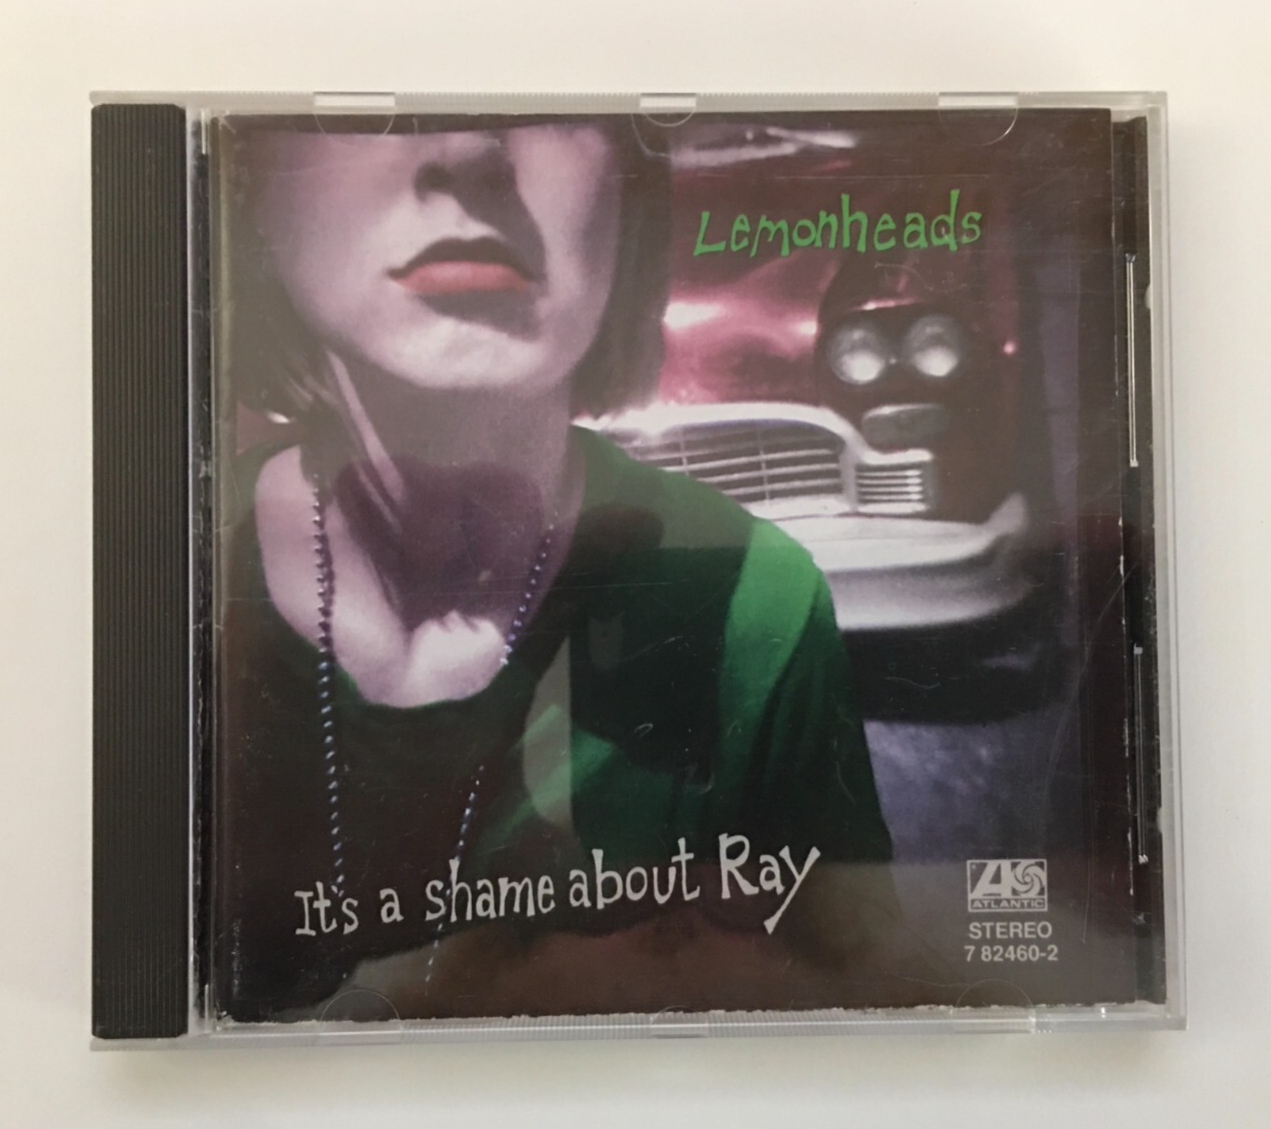 Lemonheads
It's a shame about Ray
ATLANTIC
STEREO
7 82460-2